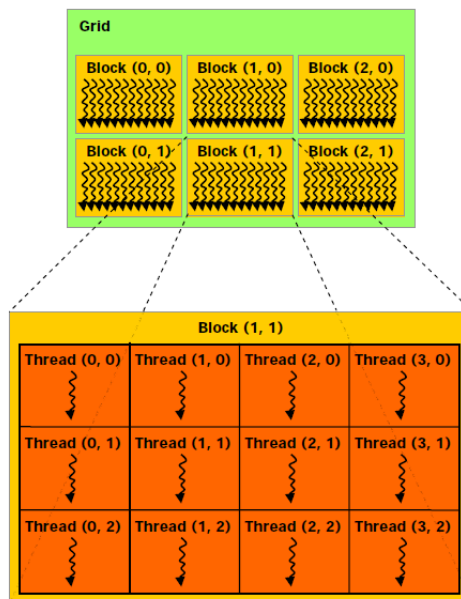 Grid
Block (0, 0) Block (1, 0) Block (2, 0)
Block (0, 1) Block (1, 1) Block (2, 1)
Block (1, 1)
Thread (0, 0) Thread (1, 0) Thread (2, 0) Thread (3, 0)
Thread (0, 1) Thread (1, 1) Thread (2, 1) Thread (3, 1)
Thread (0, 2) Thread (1, 2) Thread (2, 2) Thread (3, 2)